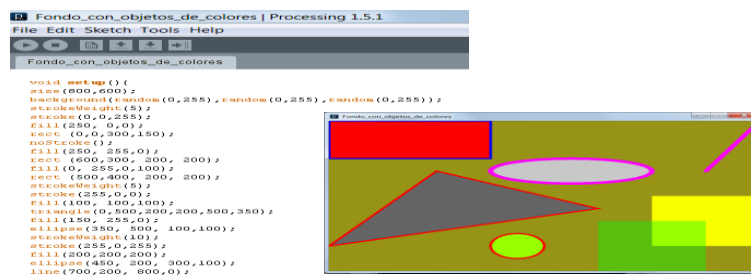 Fondo_con_objetos_de_colores | Processing 1.5.1
File Edit Sketch Tools Help
Fondo_con_objetos_de_colores
void setup(){
size(800,600);
background(random(0,255),random(0,255),random(0,255));
strokeWeight(5);
stroke(0,0,255);
fill(250, 0,0);
rect (0,0,300,150);
noStroke();
fill(250, 255,0);
rect (600,300, 200, 200);
fill(0, 255,0,100);
rect (500,400, 200, 200);
strokeWeight(5);
stroke(255,0,0);
fill(100, 100,100);
triangle(0,500,200,200,500,350);
fill(150, 255,0);
ellipse(350, 500, 100,100);
strokeWeight(10);
stroke(255,0,255);
fill(200,200,200);
ellipse(450, 200, 300,100);
line(700,200, 800,0);
Fondo_con_objetos_de_colores